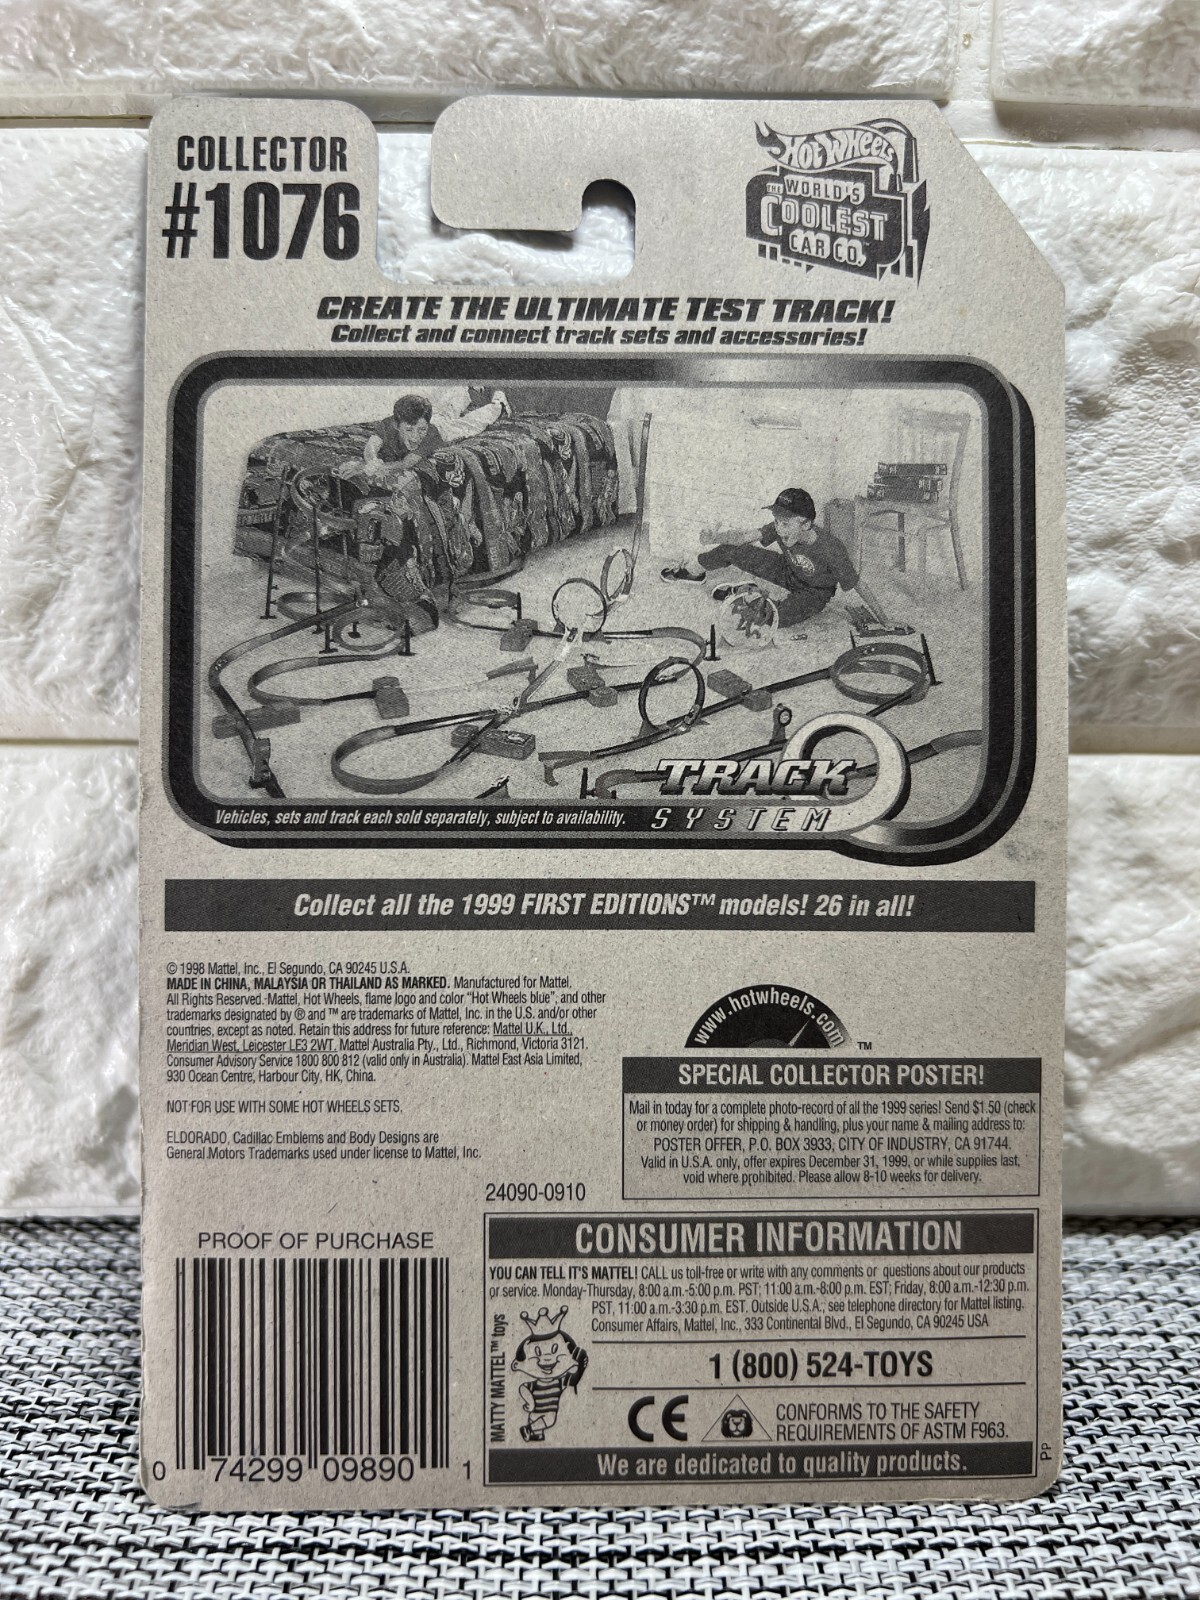 COLLECTOR
#1076
Hot Wheels
THE WORLD'S
COOLEST
CAR CO.
CREATE THE ULTIMATE TEST TRACK!
Collect and connect track sets and accessories!
TRACK
SYSTEM
Vehicles, sets and track each sold separately, subject to availability.
Collect all the 1999 FIRST EDITIONS™ models! 26 in all!
© 1998 Mattel, Inc., El Segundo, CA 90245 U.S.A.
MADE IN CHINA, MALAYSIA OR THAILAND AS MARKED. Manufactured for Mattel.
All Rights Reserved. Mattel, Hot Wheels, flame logo and color "Hot Wheels blue", and other
trademarks designated by ® and ™ are trademarks of Mattel, Inc. in the U.S. and/or other
countries, except as noted. Retain this address for future reference: Mattel U.K., Ltd.,
Meridian West, Leicester LE3 2WT. Mattel Australia Pty., Ltd., Richmond, Victoria 3121.
Consumer Advisory Service 1800 800 812 (valid only in Australia). Mattel East Asia Limited,
930 Ocean Centre, Harbour City, HK, China.
NOT FOR USE WITH SOME HOT WHEELS SETS.
ELDORADO, Cadillac Emblems and Body Designs are
General Motors Trademarks used under license to Mattel, Inc.
24090-0910
www.hotwheels.com
™
SPECIAL COLLECTOR POSTER!
Mail in today for a complete photo-record of all the 1999 series! Send $1.50 (check
or money order) for shipping & handling, plus your name & mailing address to:
POSTER OFFER, P.O. BOX 3933, CITY OF INDUSTRY, CA 91744.
Valid in U.S.A. only, offer expires December 31, 1999, or while supplies last,
void where prohibited. Please allow 8-10 weeks for delivery.
PROOF OF PURCHASE
0 74299 09890 1
CONSUMER INFORMATION
YOU CAN TELL IT'S MATTEL! CALL us toll-free or write with any comments or questions about our products
or service. Monday-Thursday, 8:00 a.m.-5:00 p.m. PST; 11:00 a.m.-8:00 p.m. EST; Friday, 8:00 a.m.-12:30 p.m.
PST, 11:00 a.m.-3:30 p.m. EST. Outside U.S.A., see telephone directory for Mattel listing.
Consumer Affairs, Mattel, Inc., 333 Continental Blvd., El Segundo, CA 90245 USA
MATTY MATTEL™ toys
1 (800) 524-TOYS
CE
CONFORMS TO THE SAFETY
REQUIREMENTS OF ASTM F963.
We are dedicated to quality products.
PP